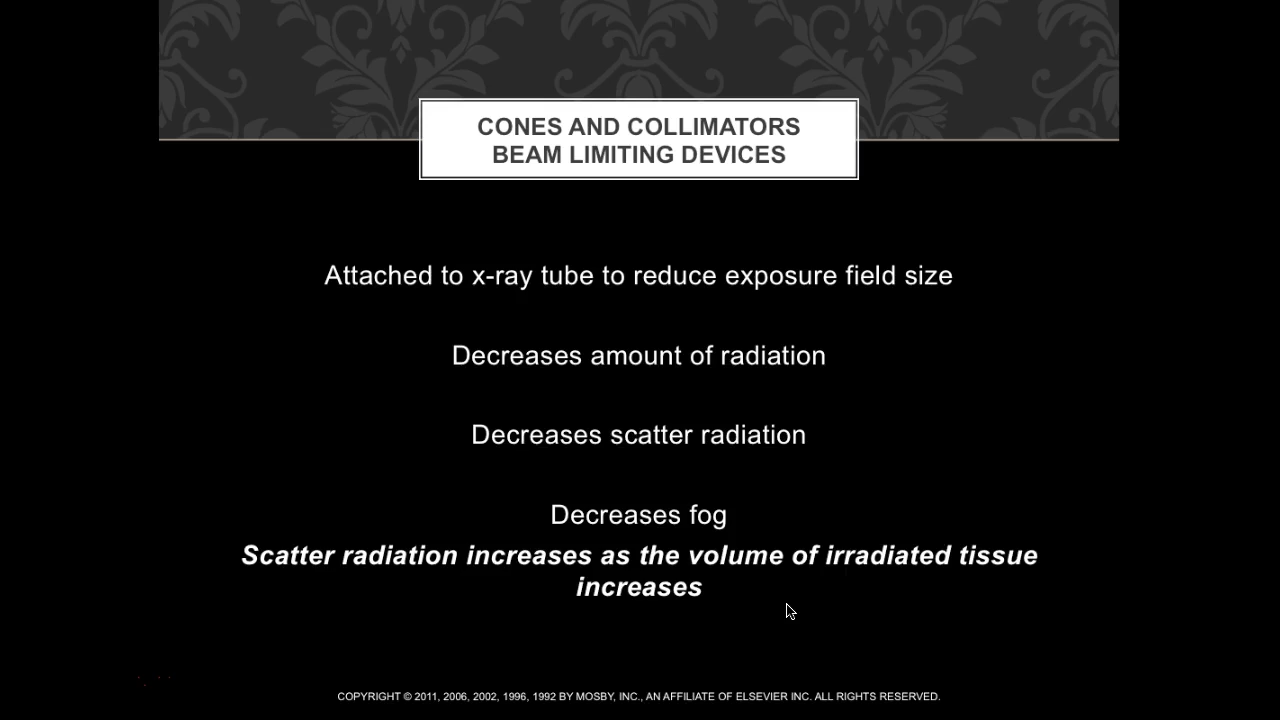 CONES AND COLLIMATORS
BEAM LIMITING DEVICES
Attached to x-ray tube to reduce exposure field size
Decreases amount of radiation
Decreases scatter radiation
Decreases fog
Scatter radiation increases as the volume of irradiated tissue
increases
COPYRIGHT © 2011, 2006, 2002, 1996, 1992 BY MOSBY, INC., AN AFFILIATE OF ELSEVIER INC. ALL RIGHTS RESERVED.